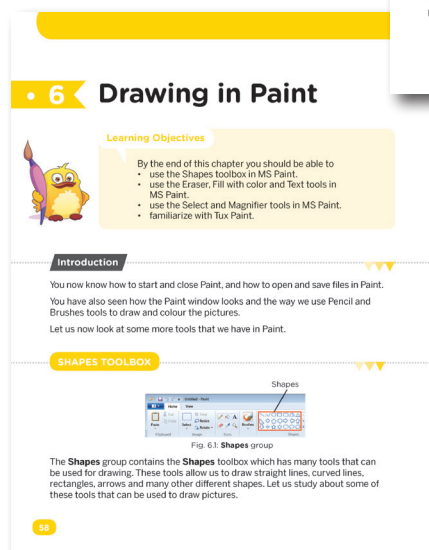 6
Drawing in Paint
Learning Objectives
By the end of this chapter you should be able to
• use the Shapes toolbox in MS Paint.
• use the Eraser, Fill with color and Text tools in
MS Paint.
• use the Select and Magnifier tools in MS Paint.
• familiarize with Tux Paint.
Introduction
You now know how to start and close Paint, and how to open and save files in Paint.
You have also seen how the Paint window looks and the way we use Pencil and
Brushes tools to draw and colour the pictures.
Let us now look at some more tools that we have in Paint.
SHAPES TOOLBOX
Shapes
Untitled - Paint
Home View
Paste Select Brushes
Fig. 6.1: Shapes group
The Shapes group contains the Shapes toolbox which has many tools that can
be used for drawing. These tools allow us to draw straight lines, curved lines,
rectangles, arrows and many other different shapes. Let us study about some of
these tools that can be used to draw pictures.
58